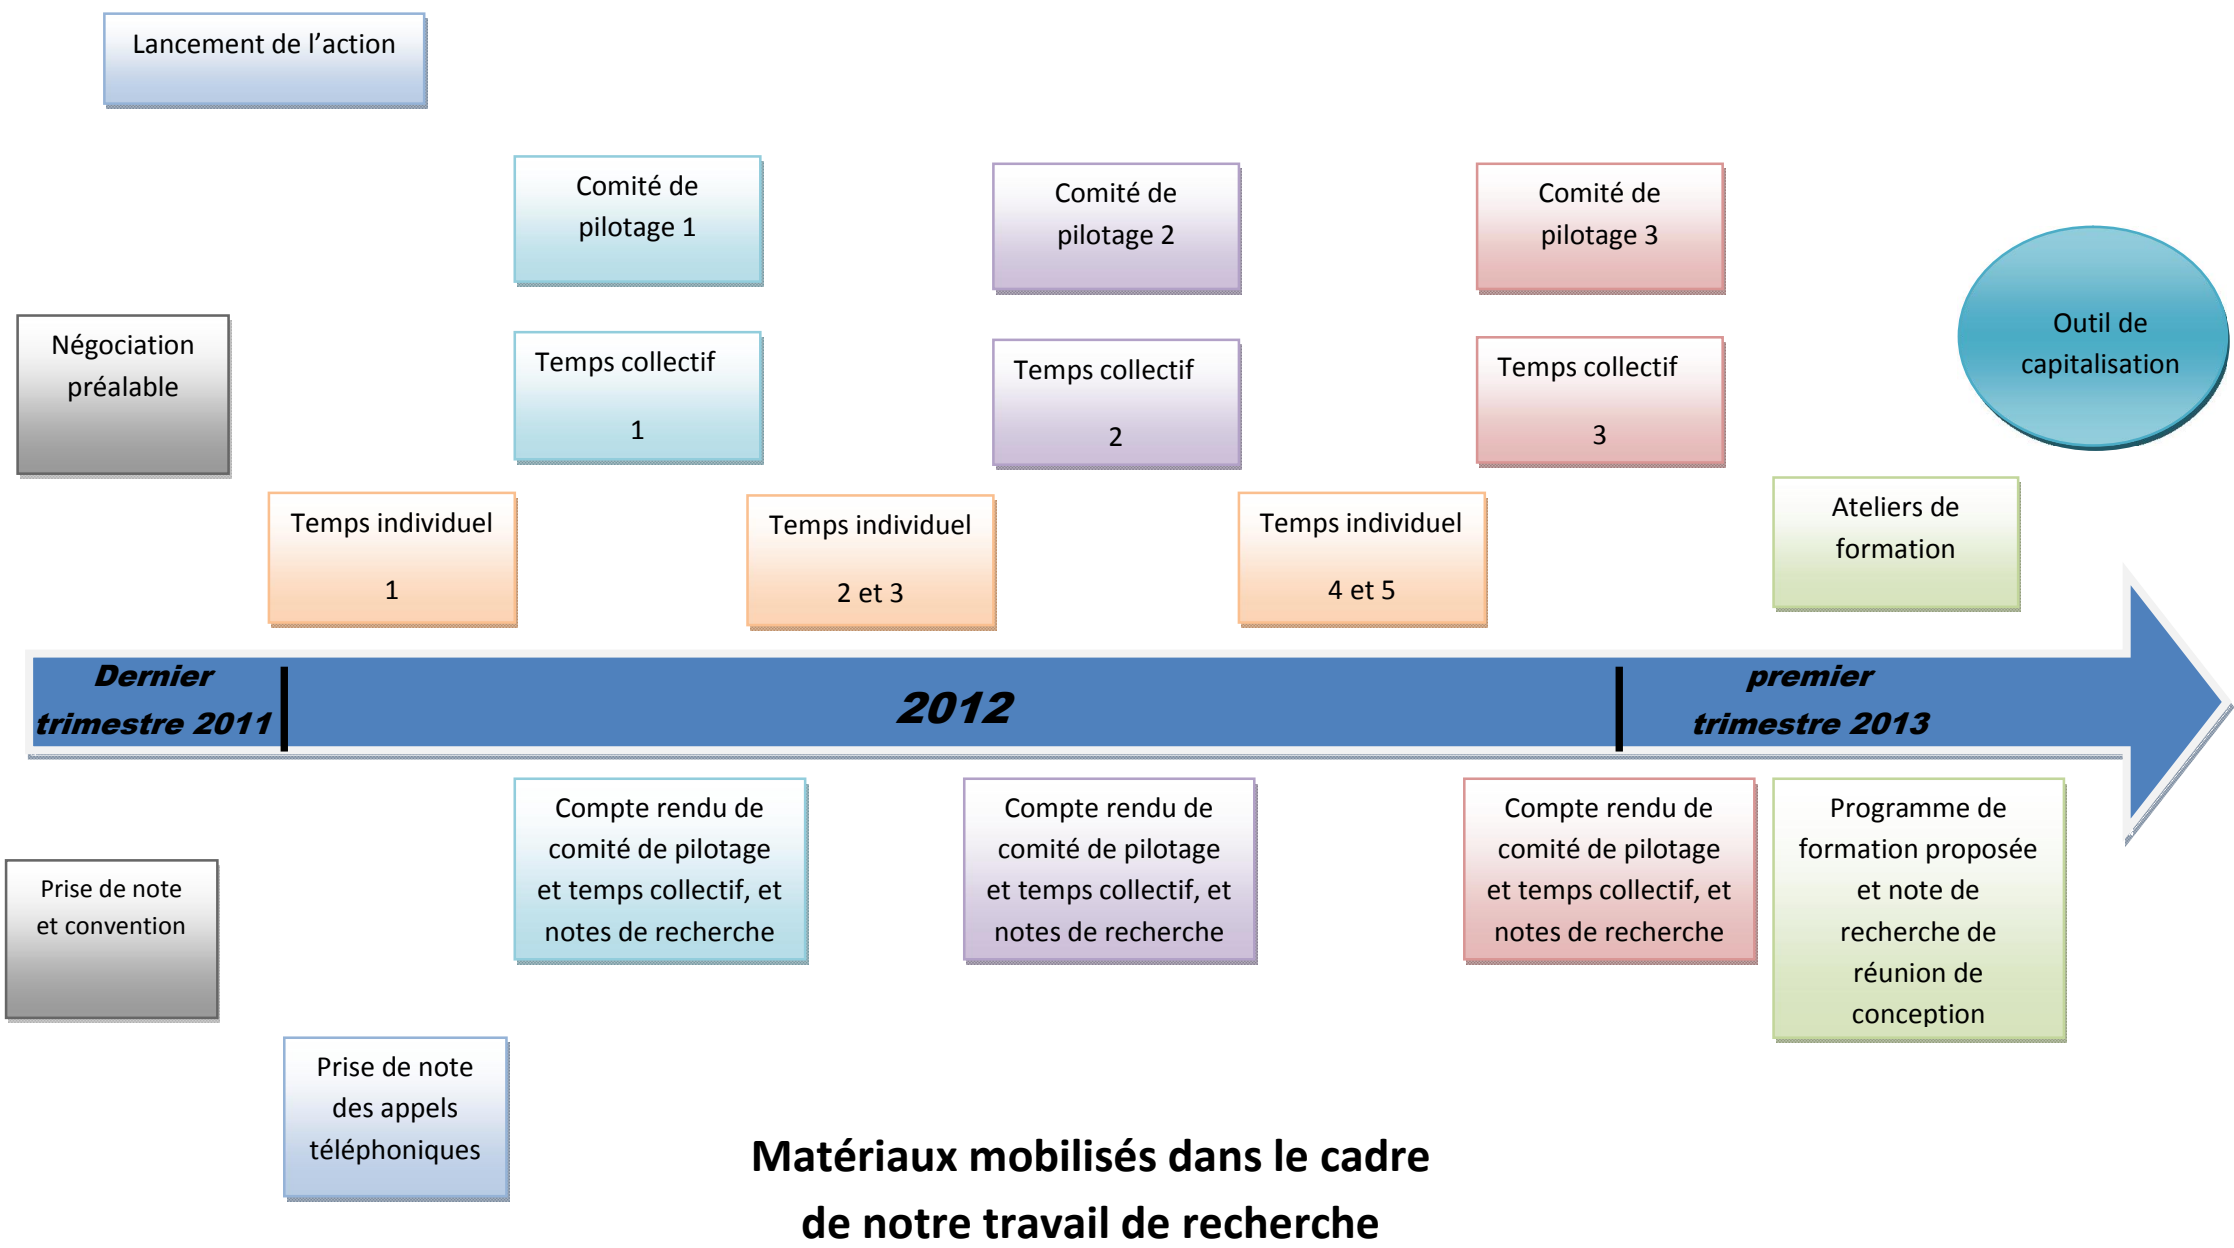 Lancement de l’action
Comité de
pilotage 1
Comité de
pilotage 2
Comité de
pilotage 3
Négociation
préalable
Temps collectif
1
Temps collectif
2
Temps collectif
3
Outil de
capitalisation
Temps individuel
1
Temps individuel
2 et 3
Temps individuel
4 et 5
Ateliers de
formation
Dernier
trimestre 2011
2012
premier
trimestre 2013
Prise de note
et convention
Compte rendu de
comité de pilotage
et temps collectif, et
notes de recherche
Compte rendu de
comité de pilotage
et temps collectif, et
notes de recherche
Compte rendu de
comité de pilotage
et temps collectif, et
notes de recherche
Programme de
formation proposée
et note de
recherche de
réunion de
conception
Prise de note
des appels
téléphoniques
Matériaux mobilisés dans le cadre
de notre travail de recherche